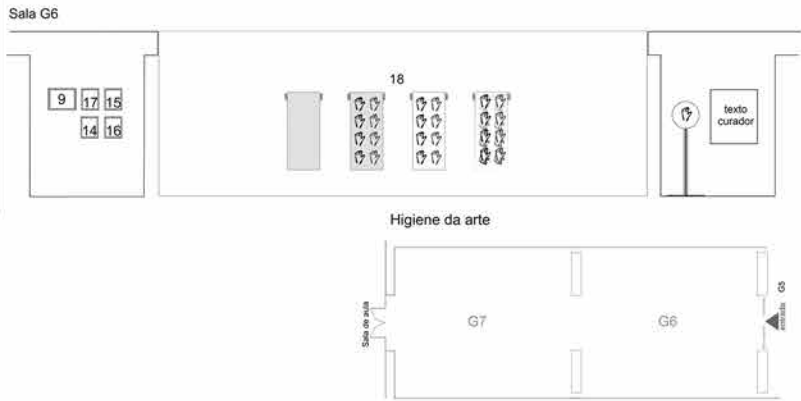 Sala G6
18
9
17
15
14
16
texto
curador
Higiene da arte
Sala de aula
G7
G6
entrada
G5